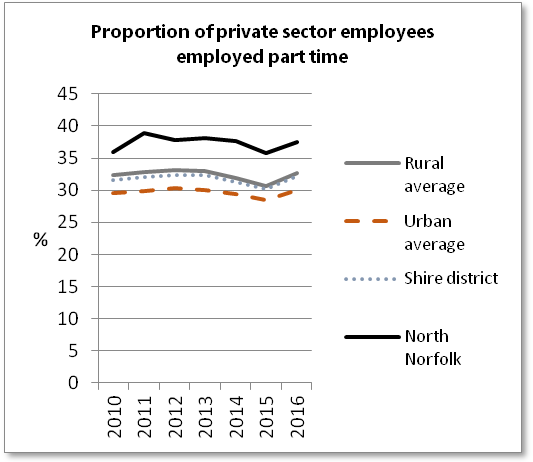 Proportion of private sector employees
employed part time
45
40
35
30
25
20
15
10
5
0
%
2010
2011
2012
2013
2014
2015
2016
Rural
average
Urban
average
Shire district
North
Norfolk